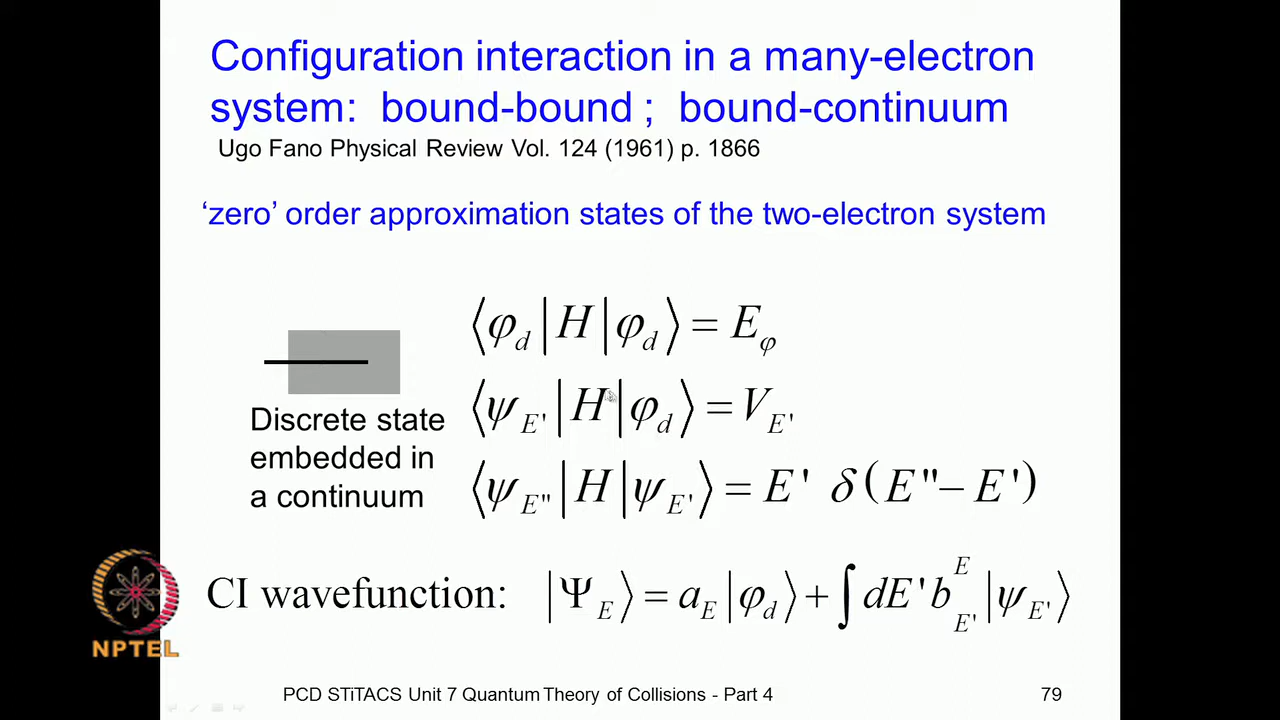 Configuration interaction in a many-electron
system: bound-bound ; bound-continuum
Ugo Fano Physical Review Vol. 124 (1961) p. 1866
‘zero’ order approximation states of the two-electron system
⟨φ_d|H|φ_d⟩ = E_φ
⟨ψ_E'|H|φ_d⟩ = V_E'
⟨ψ_E''|H|ψ_E'⟩ = E' δ(E''−E')
Discrete state
embedded in
a continuum
CI wavefunction: |Ψ_E⟩ = a_E|φ_d⟩ + ∫dE' b^E_E'|ψ_E'⟩
NPTEL
PCD STiTACS Unit 7 Quantum Theory of Collisions - Part 4 79